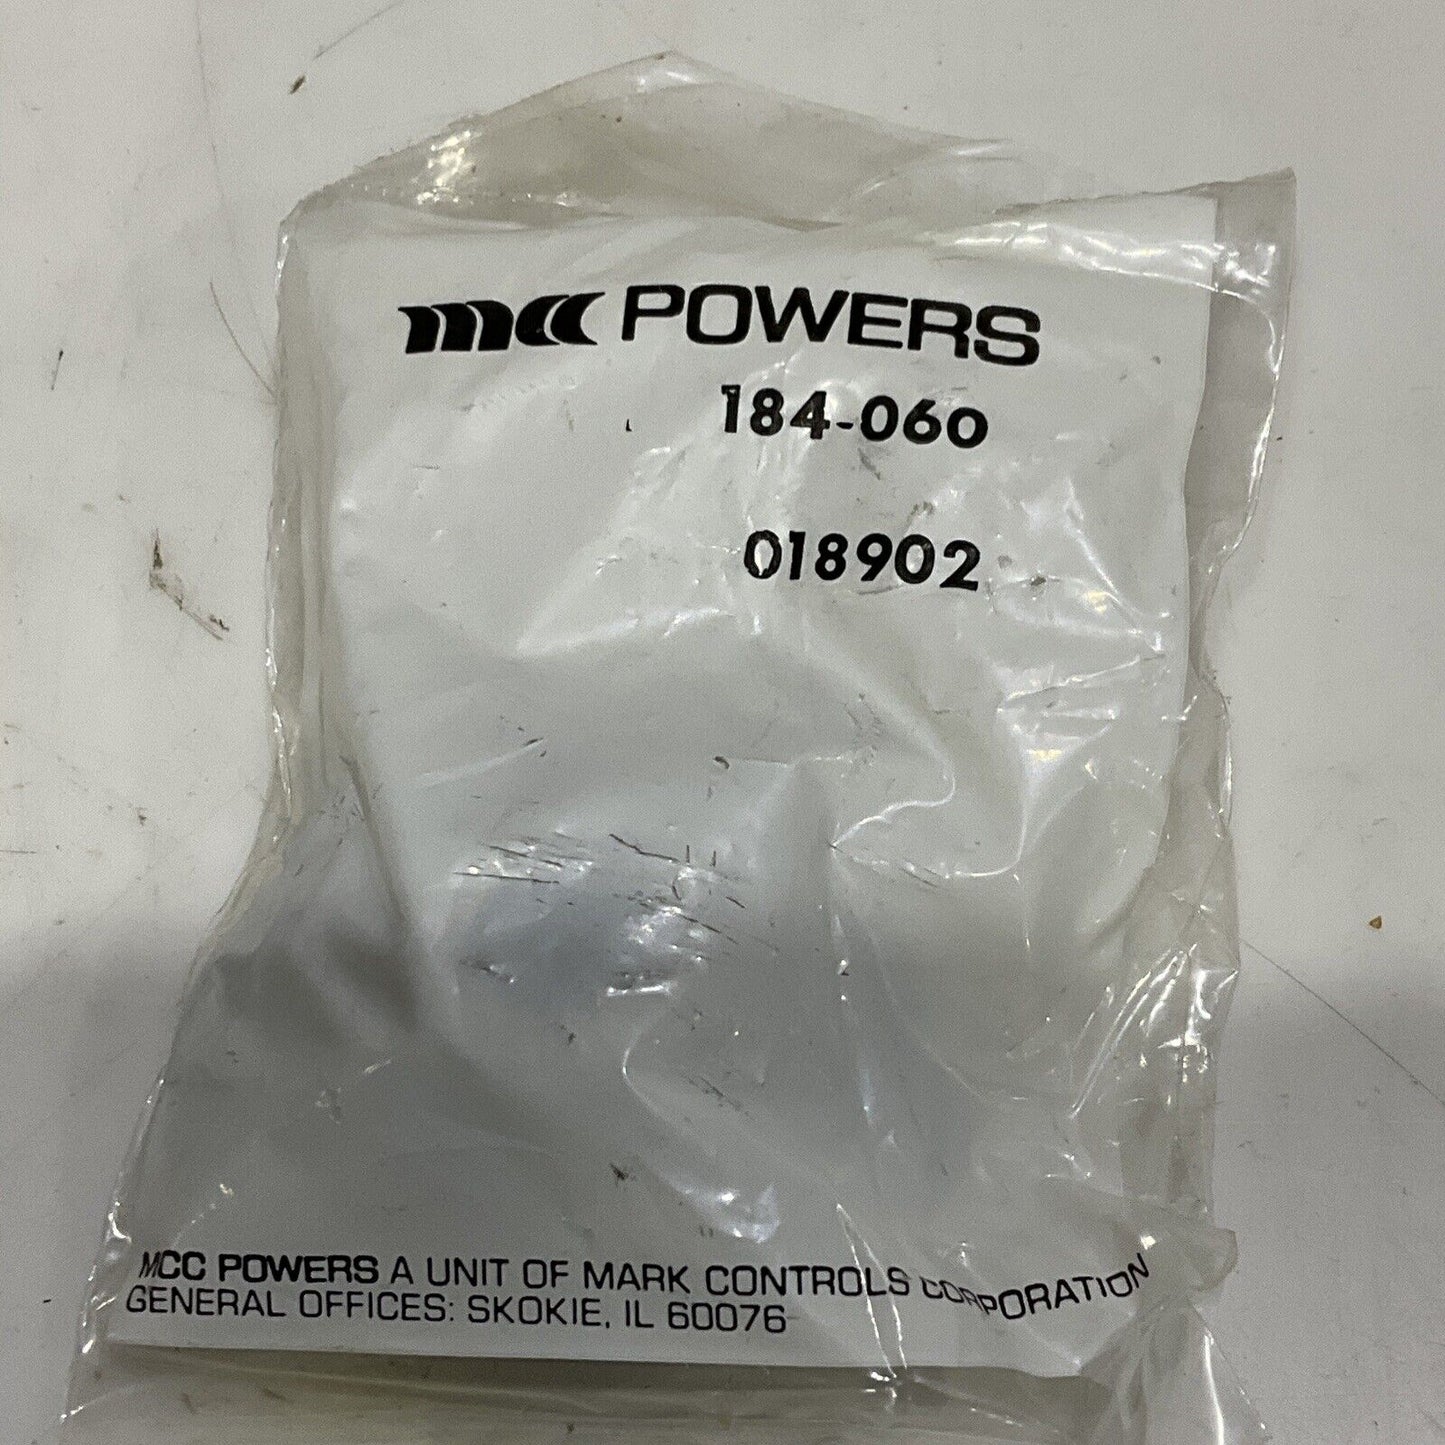 mcc POWERS
184-060
018902
MCC POWERS A UNIT OF MARK CONTROLS CORPORATION
GENERAL OFFICES: SKOKIE, IL 60076